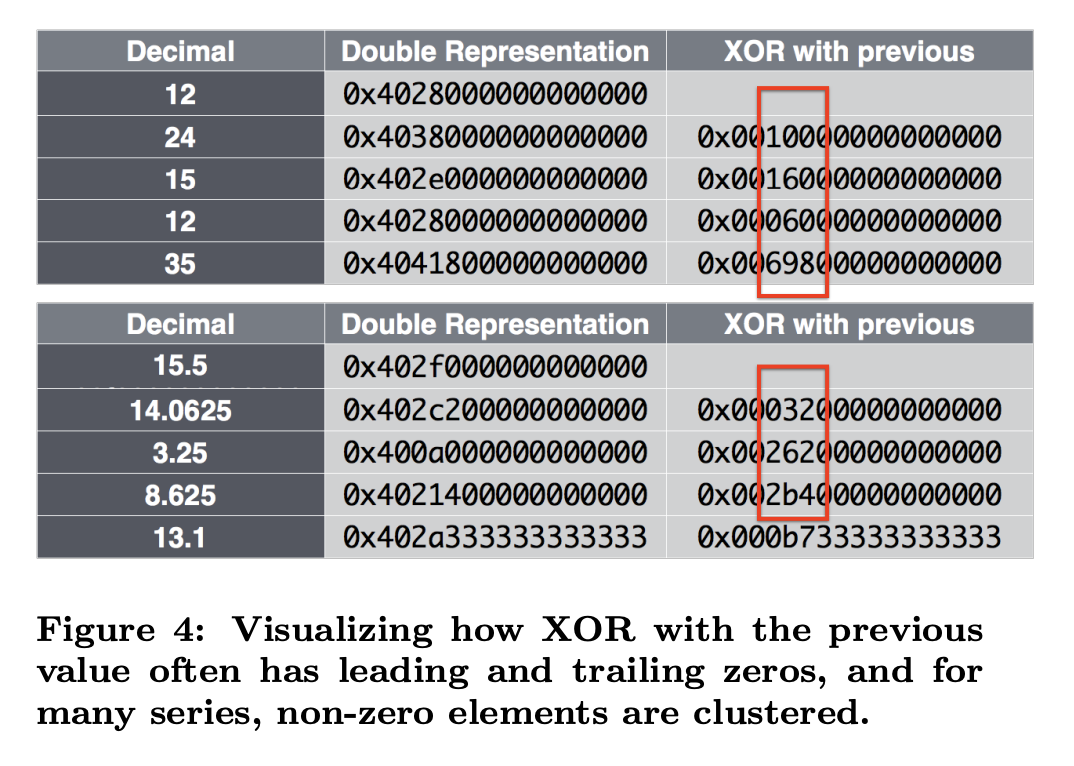 Decimal Double Representation XOR with previous
12 0x4028000000000000
24 0x4038000000000000 0x0010000000000000
15 0x402e000000000000 0x0016000000000000
12 0x4028000000000000 0x0006000000000000
35 0x4041800000000000 0x0069800000000000
Decimal Double Representation XOR with previous
15.5 0x402f000000000000
14.0625 0x402c200000000000 0x0003200000000000
3.25 0x400a000000000000 0x0026200000000000
8.625 0x4021400000000000 0x002b400000000000
13.1 0x402a333333333333 0x000b733333333333
Figure 4: Visualizing how XOR with the previous
value often has leading and trailing zeros, and for
many series, non-zero elements are clustered.